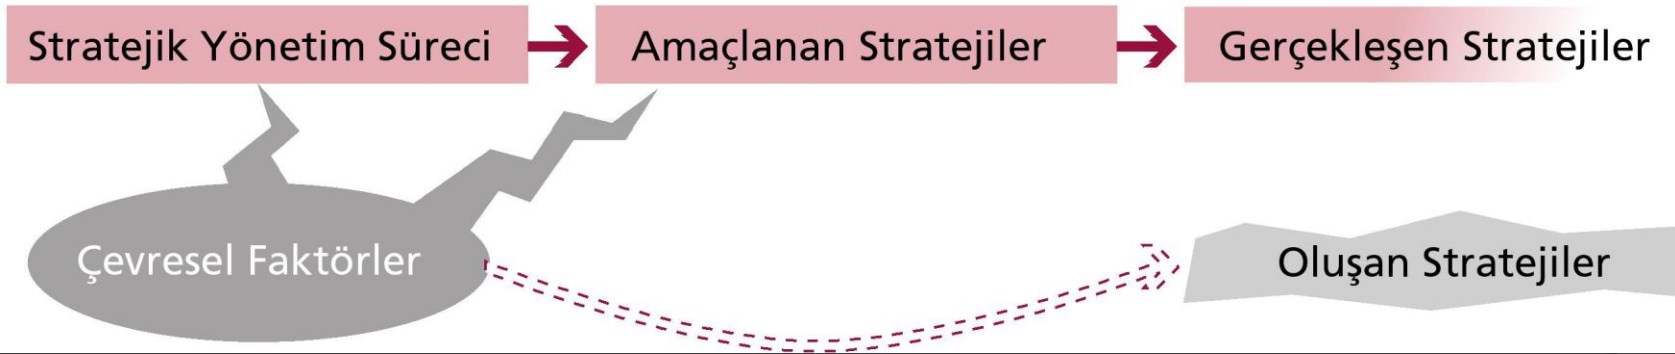 Stratejik Yönetim Süreci
Amaçlanan Stratejiler
Gerçekleşen Stratejiler
Çevresel Faktörler
Oluşan Stratejiler